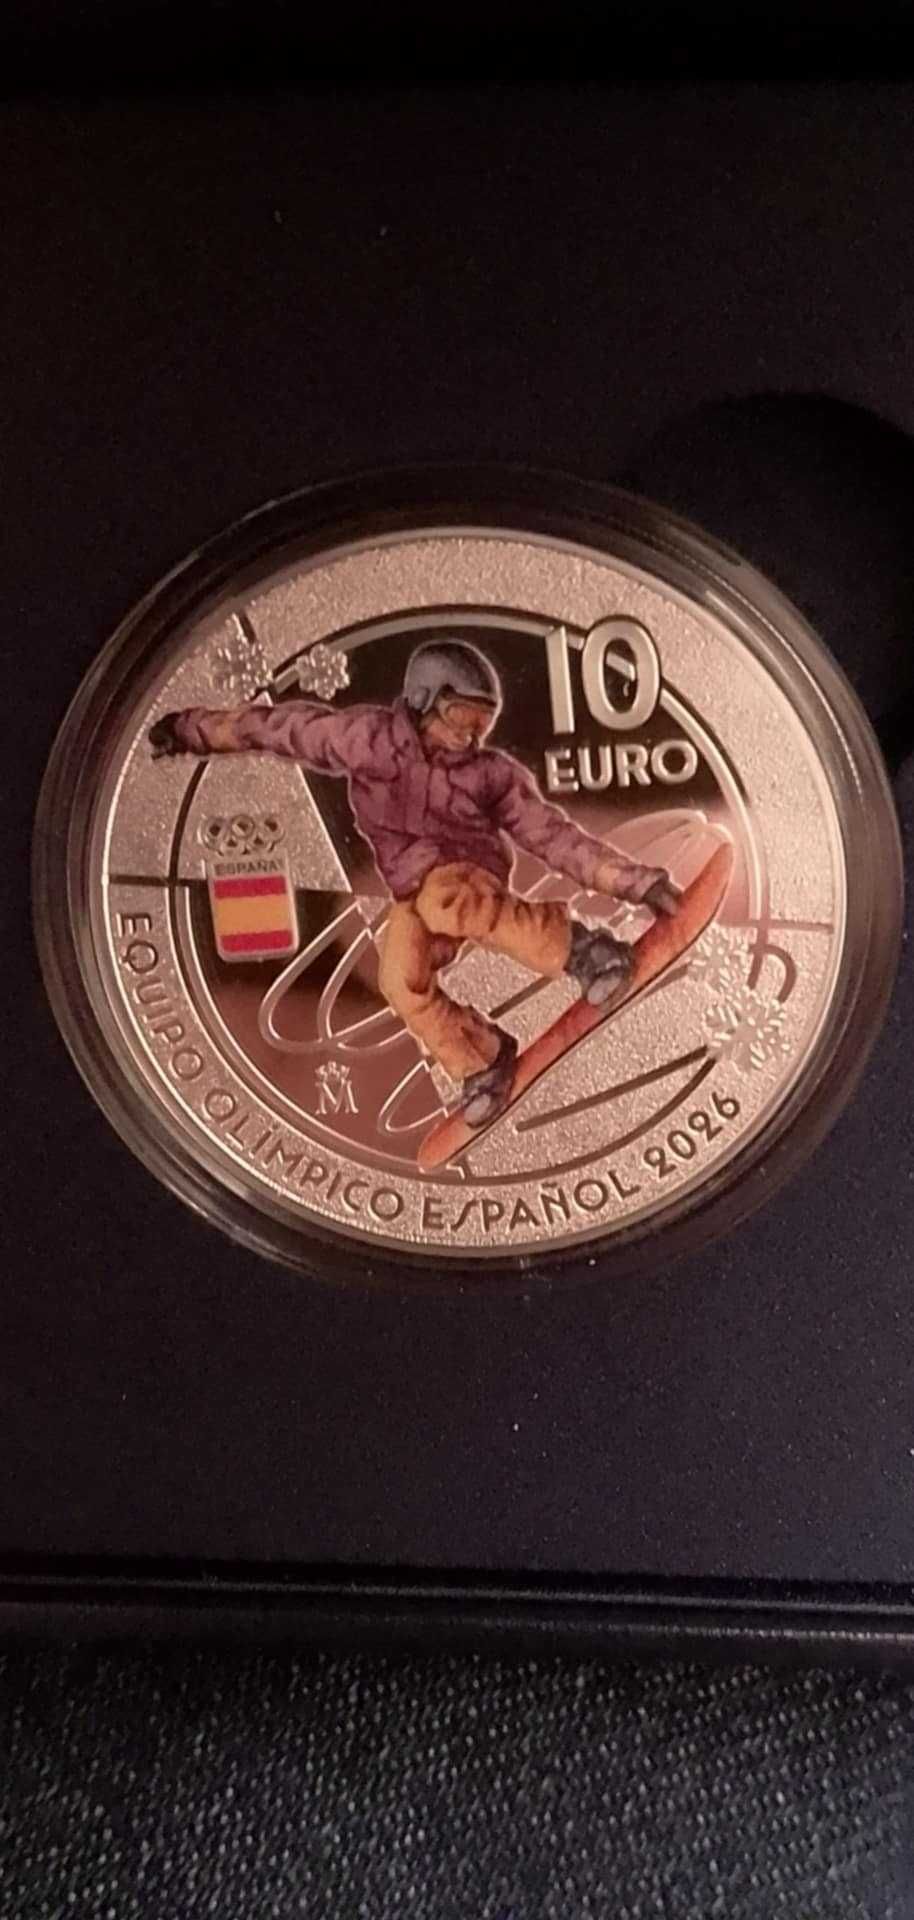 10
EURO
ESPAÑA
M
EQUIPO OLÍMPICO ESPAÑOL 2026